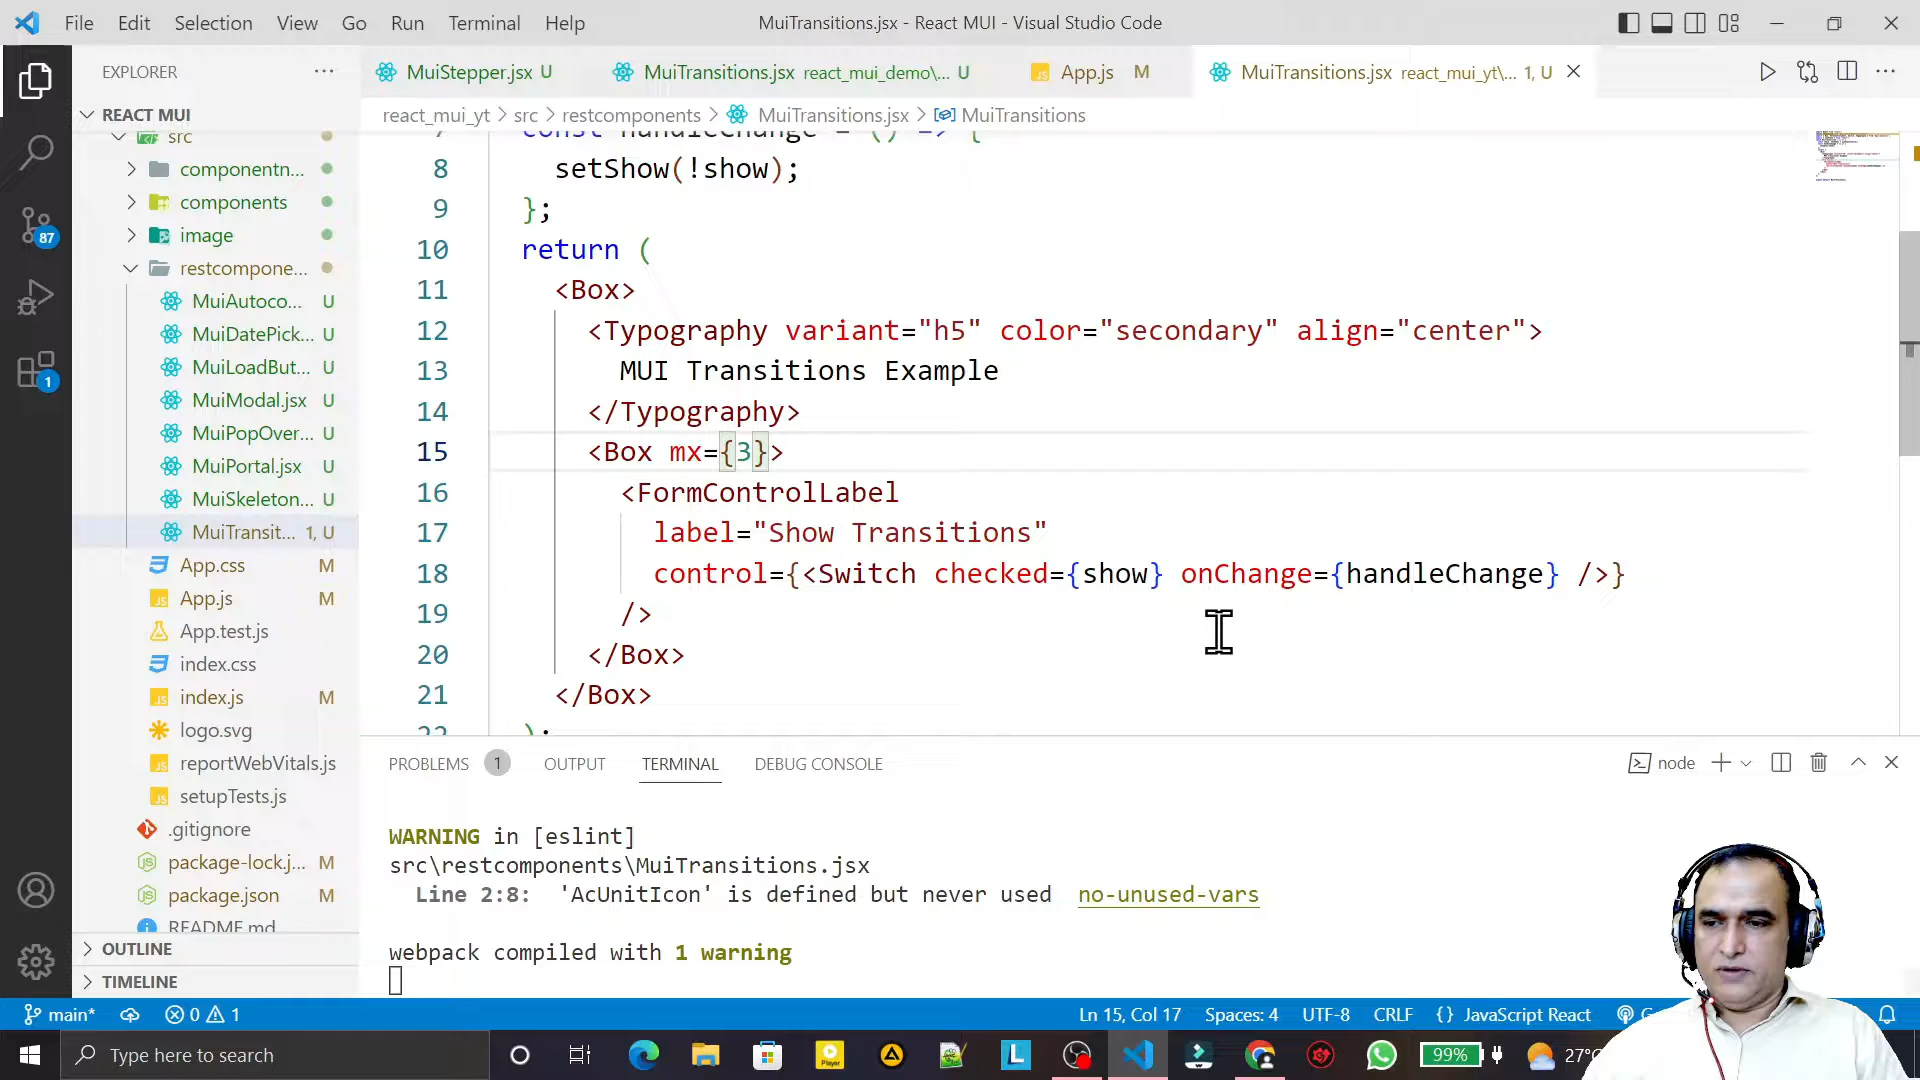 File Edit Selection View Go Run Terminal Help
MuiTransitions.jsx - React MUI - Visual Studio Code
EXPLORER
MuiStepper.jsx U
MuiTransitions.jsx react_mui_demo\... U
App.js M
MuiTransitions.jsx react_mui_yt\... 1, U
REACT MUI
react_mui_yt > src > restcomponents > MuiTransitions.jsx > MuiTransitions
src
componentn...
components
image
restcompone...
MuiAutoco... U
MuiDatePick... U
MuiLoadBut... U
MuiModal.jsx U
MuiPopOver... U
MuiPortal.jsx U
MuiSkeleton... U
MuiTransit... 1, U
App.css M
App.js M
App.test.js
index.css
index.js M
logo.svg
reportWebVitals.js
setupTests.js
.gitignore
package-lock.j... M
package.json M
README.md
OUTLINE
TIMELINE
87
1
7 const handleChange = () => {
8 setShow(!show);
9 };
10 return (
11 <Box>
12 <Typography variant="h5" color="secondary" align="center">
13 MUI Transitions Example
14 </Typography>
15 <Box mx={3}>
16 <FormControlLabel
17 label="Show Transitions"
18 control={<Switch checked={show} onChange={handleChange} />}
19 />
20 </Box>
21 </Box>
22 );
PROBLEMS 1 OUTPUT TERMINAL DEBUG CONSOLE
node
WARNING in [eslint]
src\restcomponents\MuiTransitions.jsx
Line 2:8: 'AcUnitIcon' is defined but never used no-unused-vars
webpack compiled with 1 warning
main* 0 1
Ln 15, Col 17 Spaces: 4 UTF-8 CRLF {} JavaScript React
Type here to search
Player
L
99%
27°C